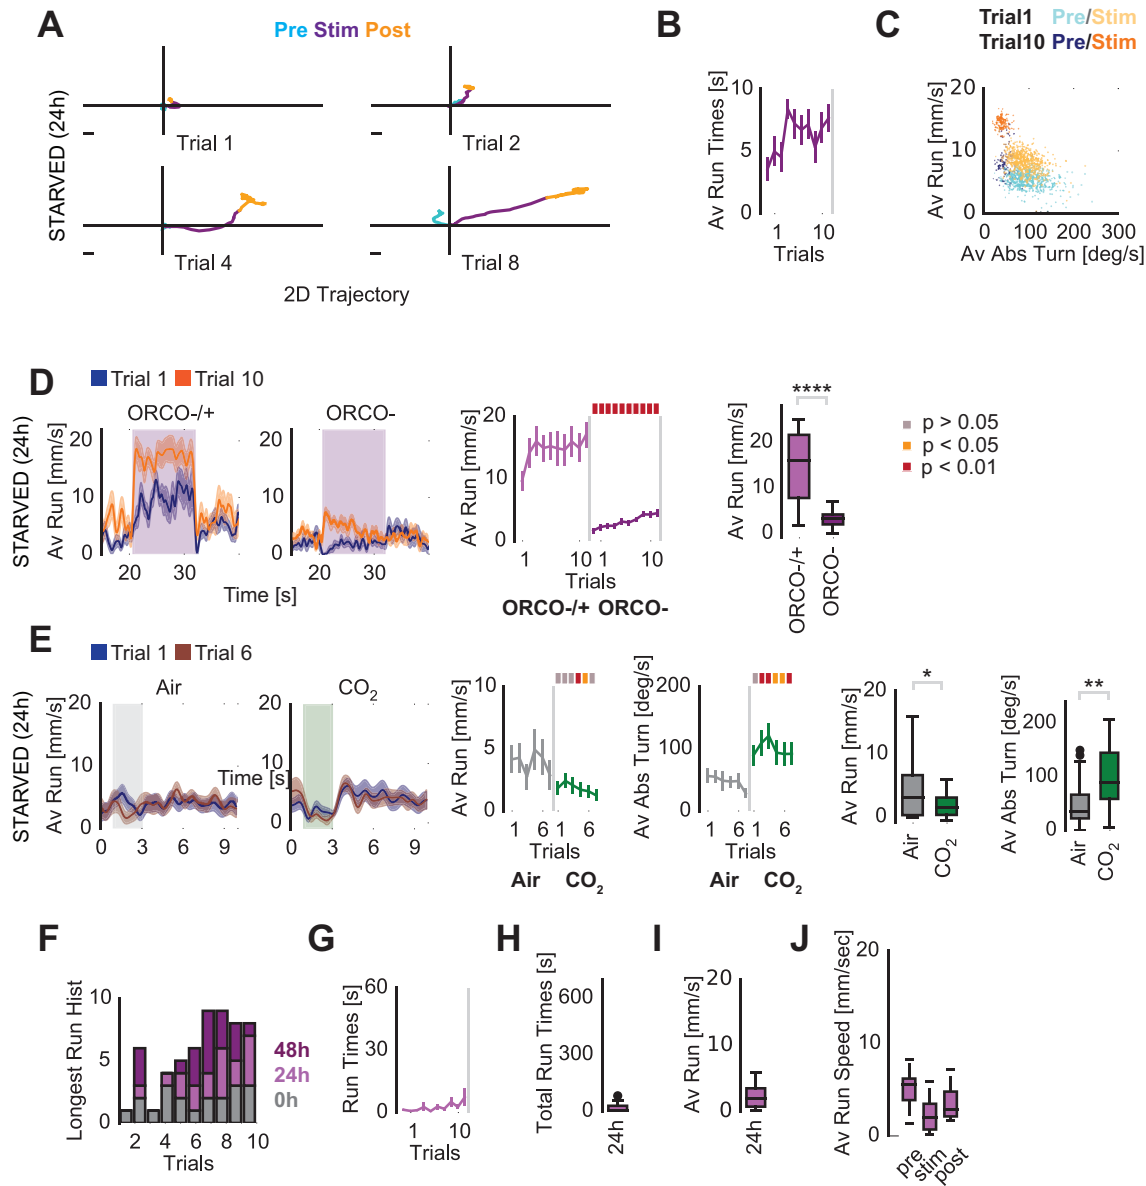 A
Pre Stim Post
STARVED (24h)
Trial 1
Trial 2
Trial 4
Trial 8
2D Trajectory
B
Av Run Times [s]
10
5
0
1 10
Trials
C
Trial1 Pre/Stim
Trial10 Pre/Stim
Av Run [mm/s]
20
10
0
0 100 200 300
Av Abs Turn [deg/s]
D
Trial 1 Trial 10
STARVED (24h)
ORCO-/+
ORCO-
Av Run [mm/s]
20
10
0
20 30
20
10
0
20 30
Time [s]
Av Run [mm/s]
20
10
0
1 10 1 10
Trials
ORCO-/+ ORCO-
****
Av Run [mm/s]
20
10
0
ORCO-/+
ORCO-
p > 0.05
p < 0.05
p < 0.01
E
Trial 1 Trial 6
STARVED (24h)
Air
CO2
Av Run [mm/s]
20
10
0
0 3 6 9
Time [s]
20
10
0
0 3 6 9
Av Run [mm/s]
10
5
0
1 6 1 6
Trials
Air CO2
Av Abs Turn [deg/s]
200
100
0
1 6 1 6
Trials
Air CO2
*
Av Run [mm/s]
20
10
0
Air
CO2
**
Av Abs Turn [deg/s]
200
100
0
Air
CO2
F
Longest Run Hist
10
5
0
2 4 6 8 10
Trials
48h
24h
0h
G
Run Times [s]
60
30
0
1 10
Trials
H
Total Run Times [s]
600
300
0
24h
I
Av Run [mm/s]
20
10
0
24h
J
Av Run Speed [mm/sec]
20
10
0
pre
stim
post